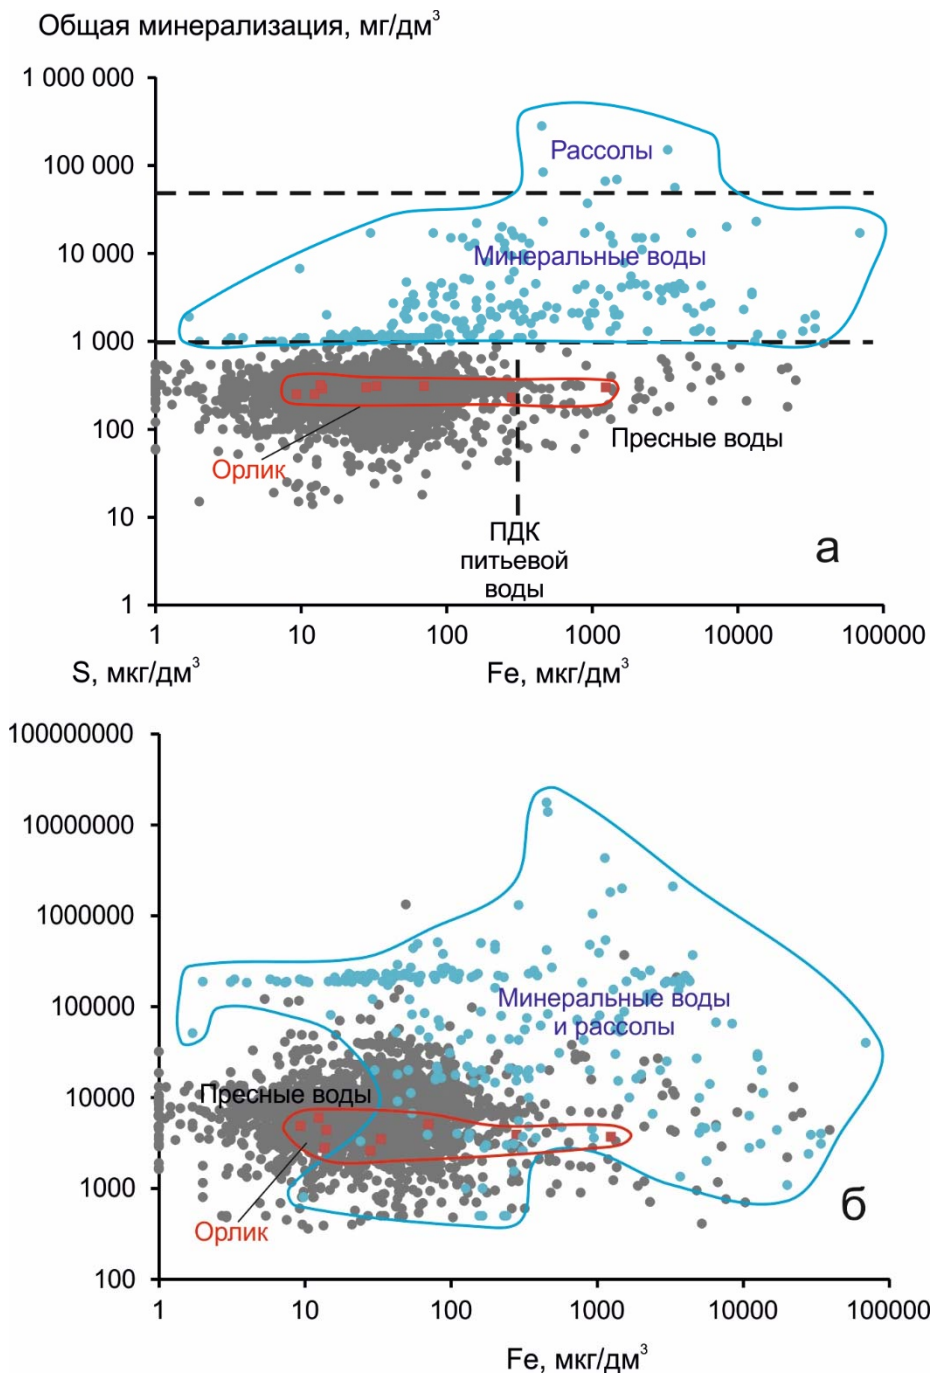 Общая минерализация, мг/дм³
1 000 000
100 000
10 000
1 000
100
10
1
Рассолы
Минеральные воды
Пресные воды
Орлик
ПДК
питьевой
воды
а
1 10 100 1000 10000 100000
S, мкг/дм³ Fe, мкг/дм³
100000000
10000000
1000000
100000
10000
1000
100
Минеральные воды
и рассолы
Пресные воды
Орлик
б
1 10 100 1000 10000 100000
Fe, мкг/дм³